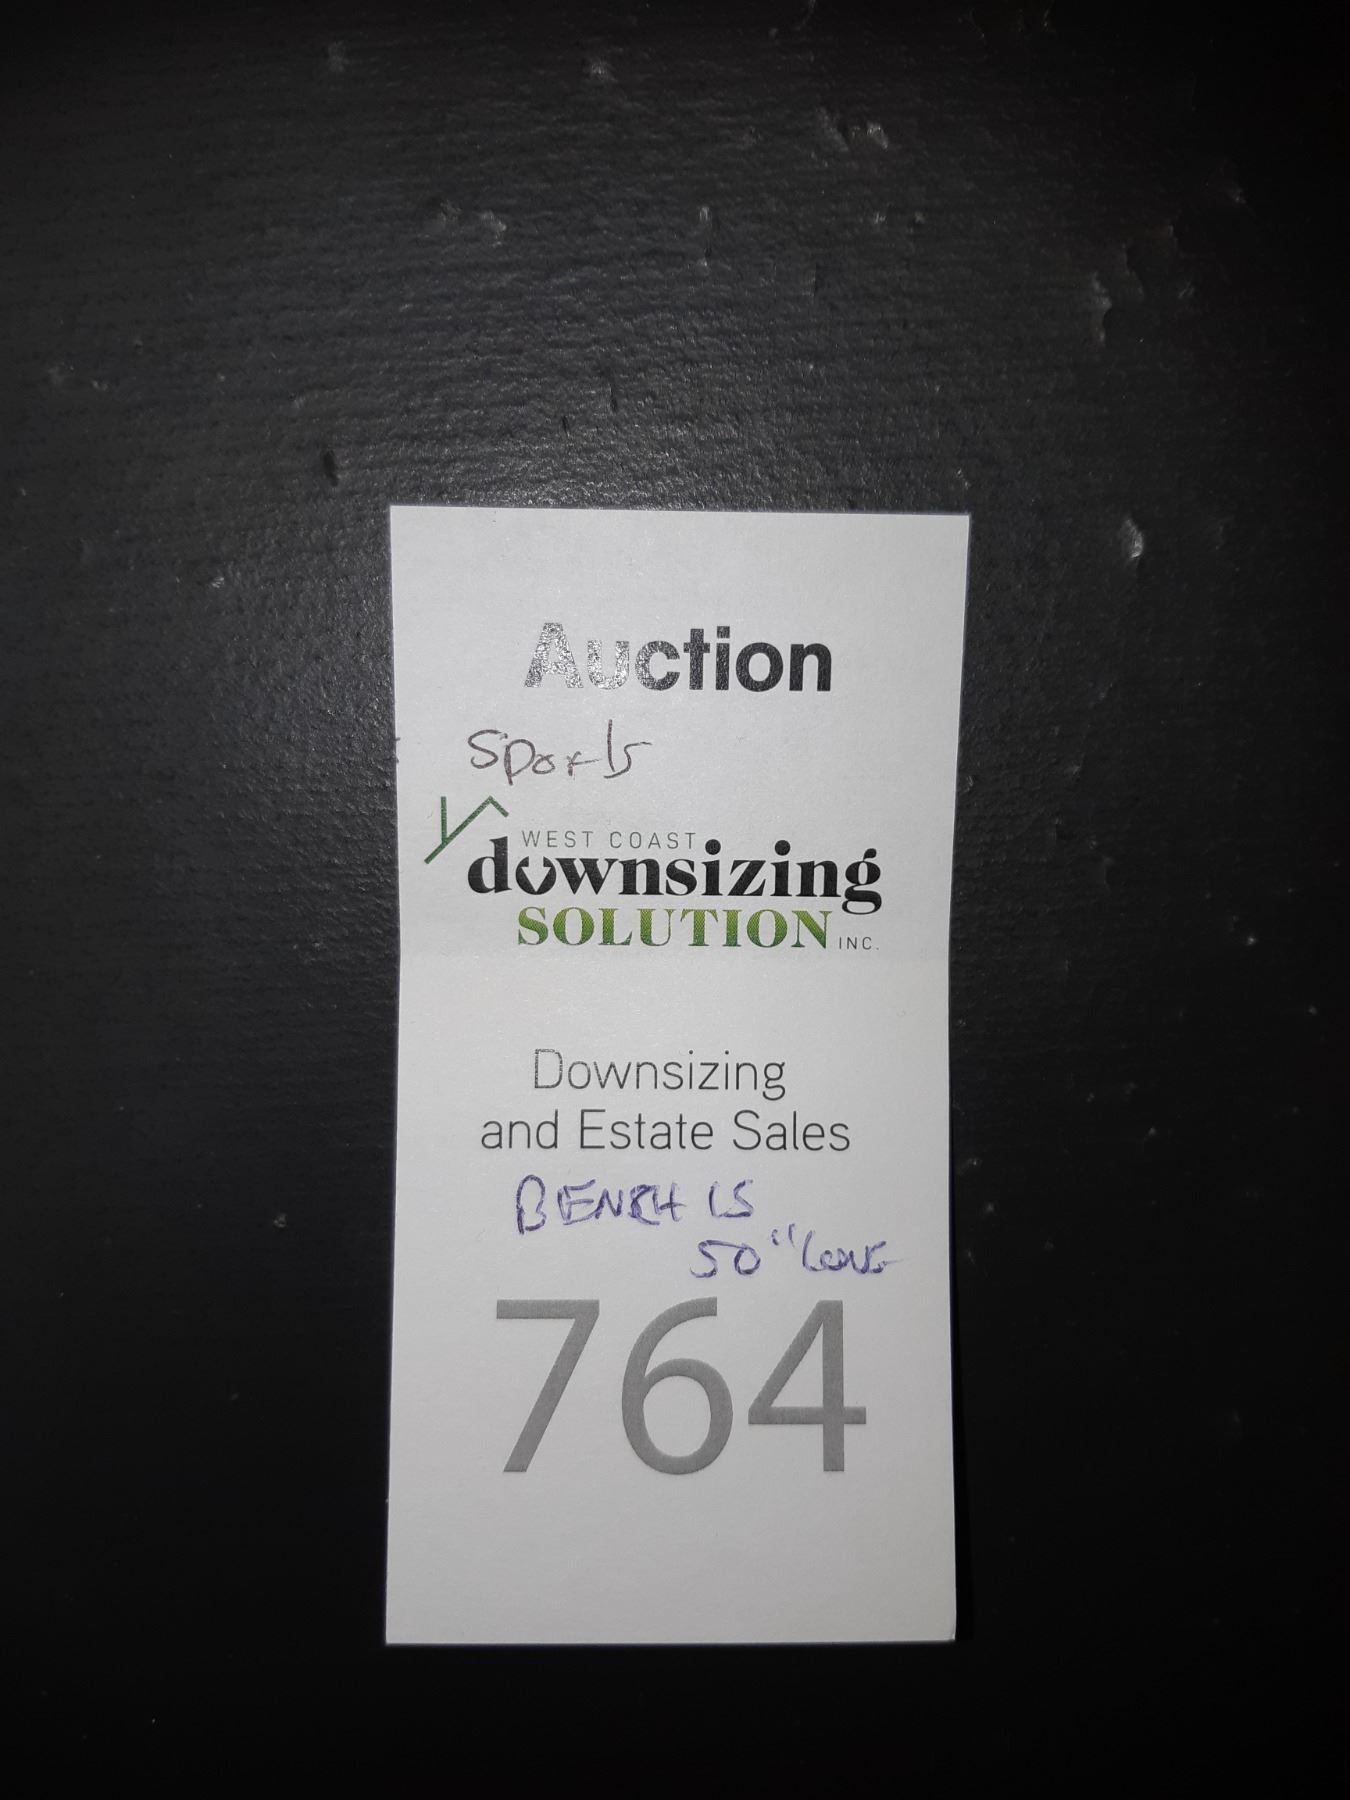 Auction
Sports
WEST COAST
downsizing
SOLUTION INC.
Downsizing
and Estate Sales
BENCH IS
50" LONG
764